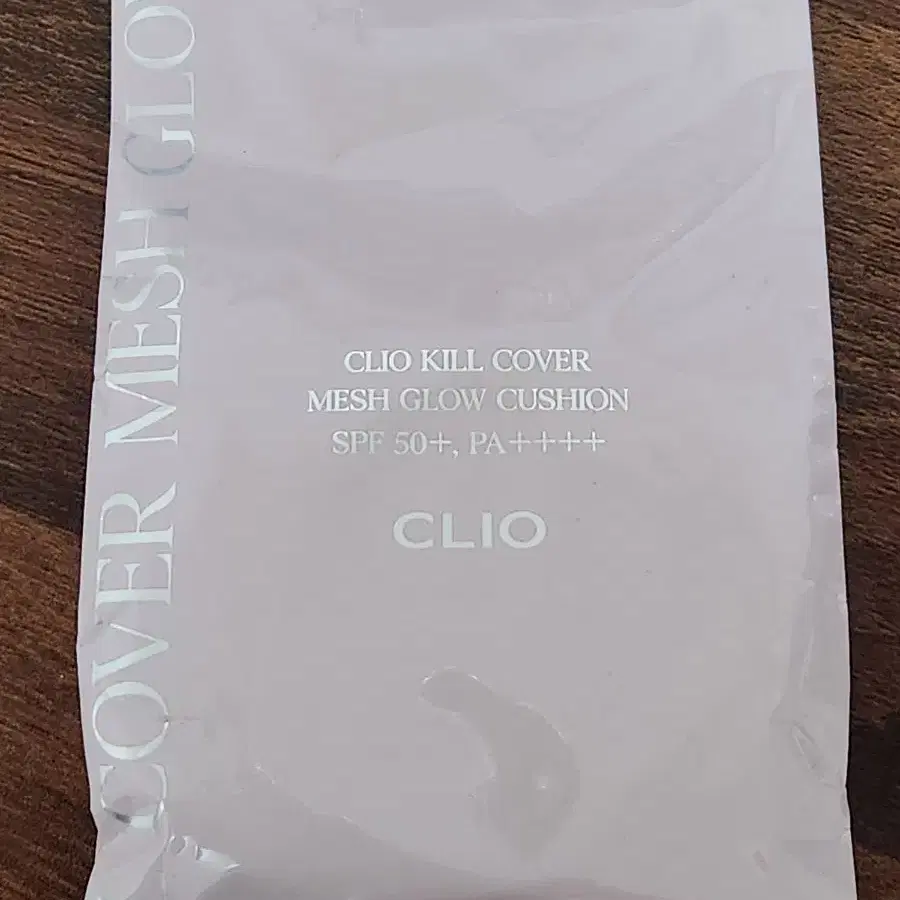 COVER MESH GLO
CLIO KILL COVER
MESH GLOW CUSHION
SPF 50+, PA++++
CLIO